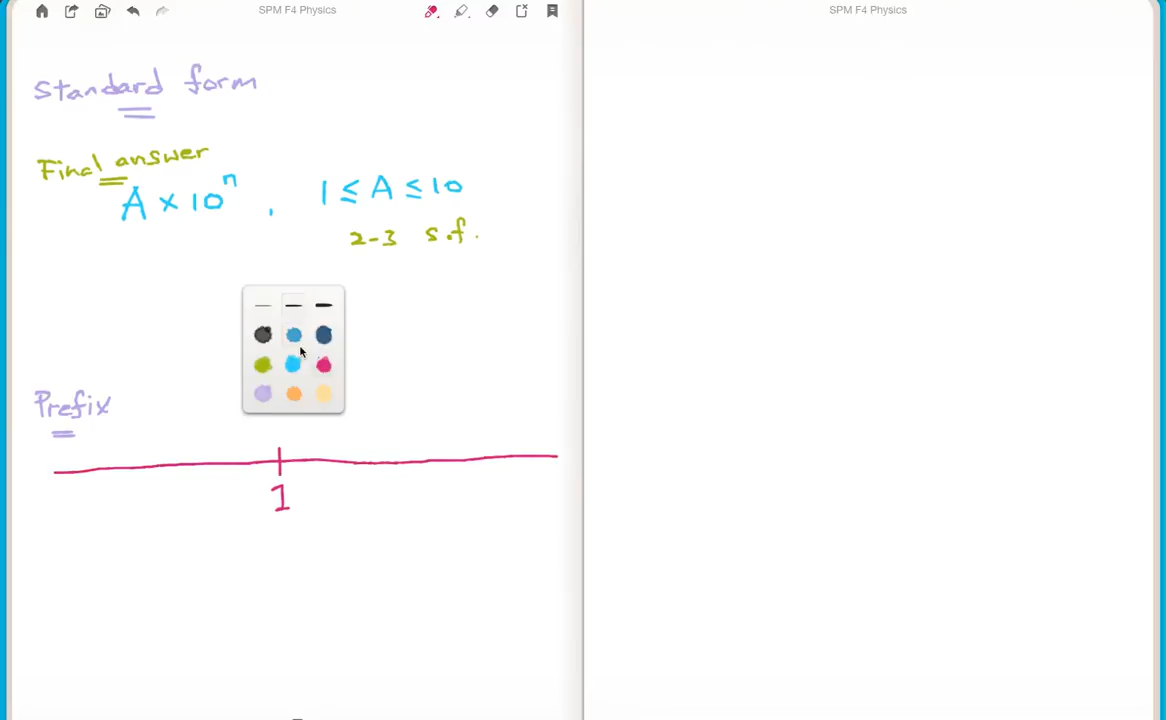 SPM F4 Physics
SPM F4 Physics
Standard form
Final answer
A × 10ⁿ , 1 ≤ A ≤ 10
2-3 s.f.
Prefix
1